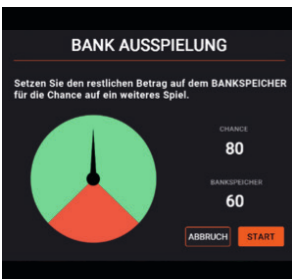 BANK AUSSPIELUNG
Setzen Sie den restlichen Betrag auf dem BANKSPEICHER
für die Chance auf ein weiteres Spiel.
CHANCE
80
BANKSPEICHER
60
ABBRUCH
START